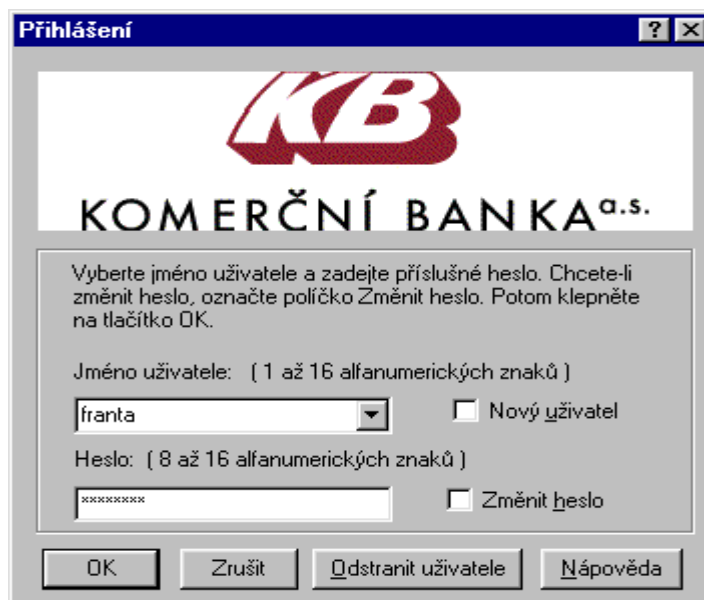 Přihlášení
KB
KOMERČNÍ BANKA a.s.
Vyberte jméno uživatele a zadejte příslušné heslo. Chcete-li
změnit heslo, označte políčko Změnit heslo. Potom klepněte
na tlačítko OK.
Jméno uživatele: ( 1 až 16 alfanumerických znaků )
franta Nový uživatel
Heslo: ( 8 až 16 alfanumerických znaků )
******** Změnit heslo
OK Zrušit Odstranit uživatele Nápověda